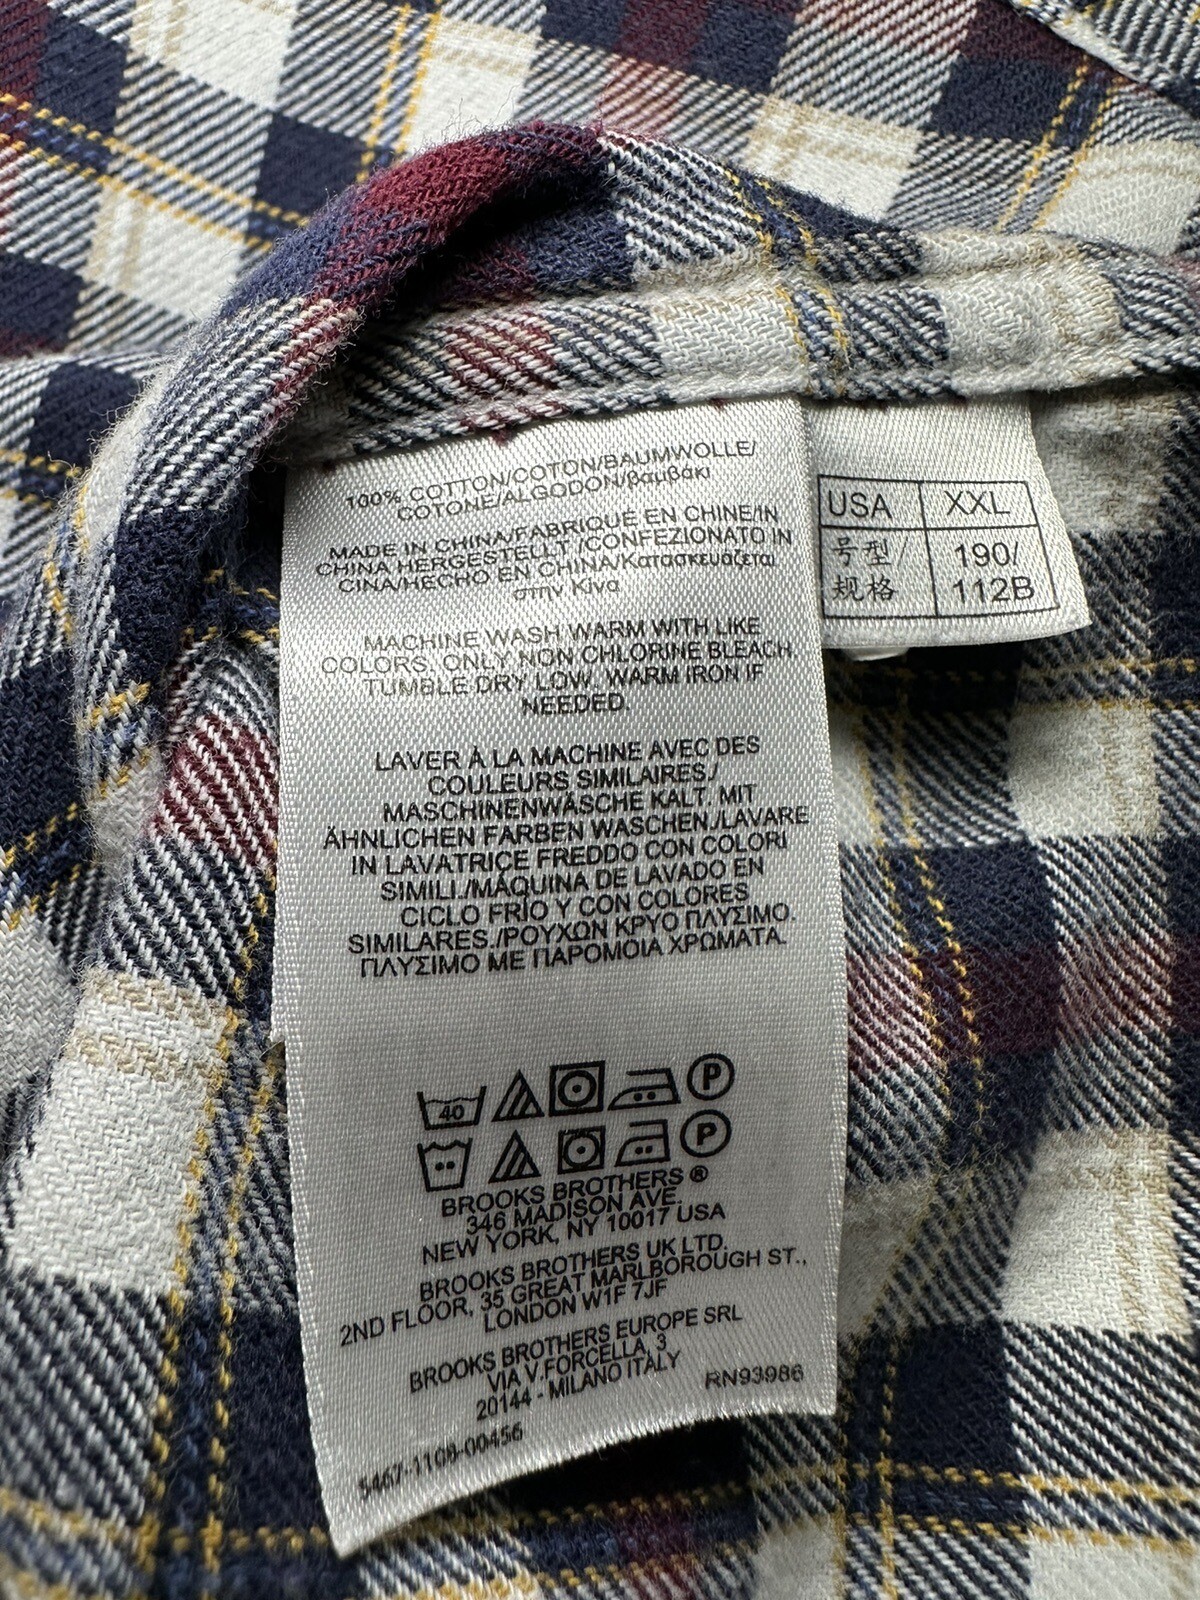 100% COTTON/COTON/BAUMWOLLE/
COTONE/ALGODON/βαμβάκι
MADE IN CHINA/FABRIQUÉ EN CHINE/IN
CHINA HERGESTELLT /CONFEZIONATO IN
CINA/HECHO EN CHINA/Κατασκευάζεται
στην Κίνα
MACHINE WASH WARM WITH LIKE
COLORS. ONLY NON CHLORINE BLEACH.
TUMBLE DRY LOW. WARM IRON IF
NEEDED.
LAVER À LA MACHINE AVEC DES
COULEURS SIMILAIRES./
MASCHINENWÄSCHE KALT. MIT
ÄHNLICHEN FARBEN WASCHEN./LAVARE
IN LAVATRICE FREDDO CON COLORI
SIMILI./MÁQUINA DE LAVADO EN
CICLO FRÍO Y CON COLORES
SIMILARES./ΡΟΥΧΩΝ ΚΡΥΟ ΠΛΥΣΙΜΟ.
ΠΛΥΣΙΜΟ ΜΕ ΠΑΡΟΜΟΙΑ ΧΡΩΜΑΤΑ.
40 P
P
BROOKS BROTHERS ®
346 MADISON AVE.
NEW YORK, NY 10017 USA
BROOKS BROTHERS UK LTD.
2ND FLOOR, 35 GREAT MARLBOROUGH ST.,
LONDON W1F 7JF
BROOKS BROTHERS EUROPE SRL
VIA V.FORCELLA, 3
20144 - MILANO ITALY
RN93986
5467-1109-00456
USA XXL
号型/ 190/
规格 112B